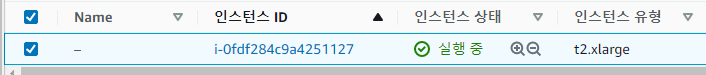 Name 인스턴스 ID 인스턴스 상태 인스턴스 유형
– i-0fdf284c9a4251127 실행 중 t2.xlarge